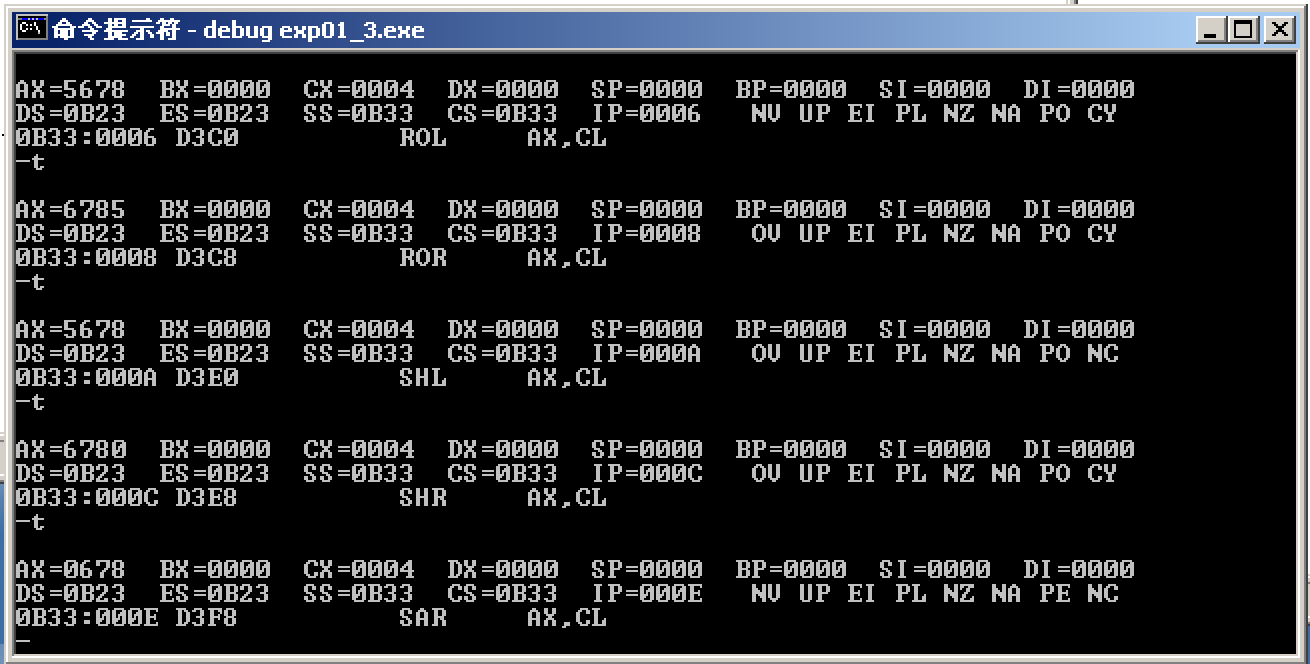 命令提示符 - debug exp01_3.exe
AX=5678 BX=0000 CX=0004 DX=0000 SP=0000 BP=0000 SI=0000 DI=0000
DS=0B23 ES=0B23 SS=0B33 CS=0B33 IP=0006 NV UP EI PL NZ NA PO CY
0B33:0006 D3C0 ROL AX,CL
-t
AX=6785 BX=0000 CX=0004 DX=0000 SP=0000 BP=0000 SI=0000 DI=0000
DS=0B23 ES=0B23 SS=0B33 CS=0B33 IP=0008 OV UP EI PL NZ NA PO CY
0B33:0008 D3C8 ROR AX,CL
-t
AX=5678 BX=0000 CX=0004 DX=0000 SP=0000 BP=0000 SI=0000 DI=0000
DS=0B23 ES=0B23 SS=0B33 CS=0B33 IP=000A OV UP EI PL NZ NA PO NC
0B33:000A D3E0 SHL AX,CL
-t
AX=6780 BX=0000 CX=0004 DX=0000 SP=0000 BP=0000 SI=0000 DI=0000
DS=0B23 ES=0B23 SS=0B33 CS=0B33 IP=000C OV UP EI PL NZ NA PO CY
0B33:000C D3E8 SHR AX,CL
-t
AX=0678 BX=0000 CX=0004 DX=0000 SP=0000 BP=0000 SI=0000 DI=0000
DS=0B23 ES=0B23 SS=0B33 CS=0B33 IP=000E NV UP EI PL NZ NA PE NC
0B33:000E D3F8 SAR AX,CL
-